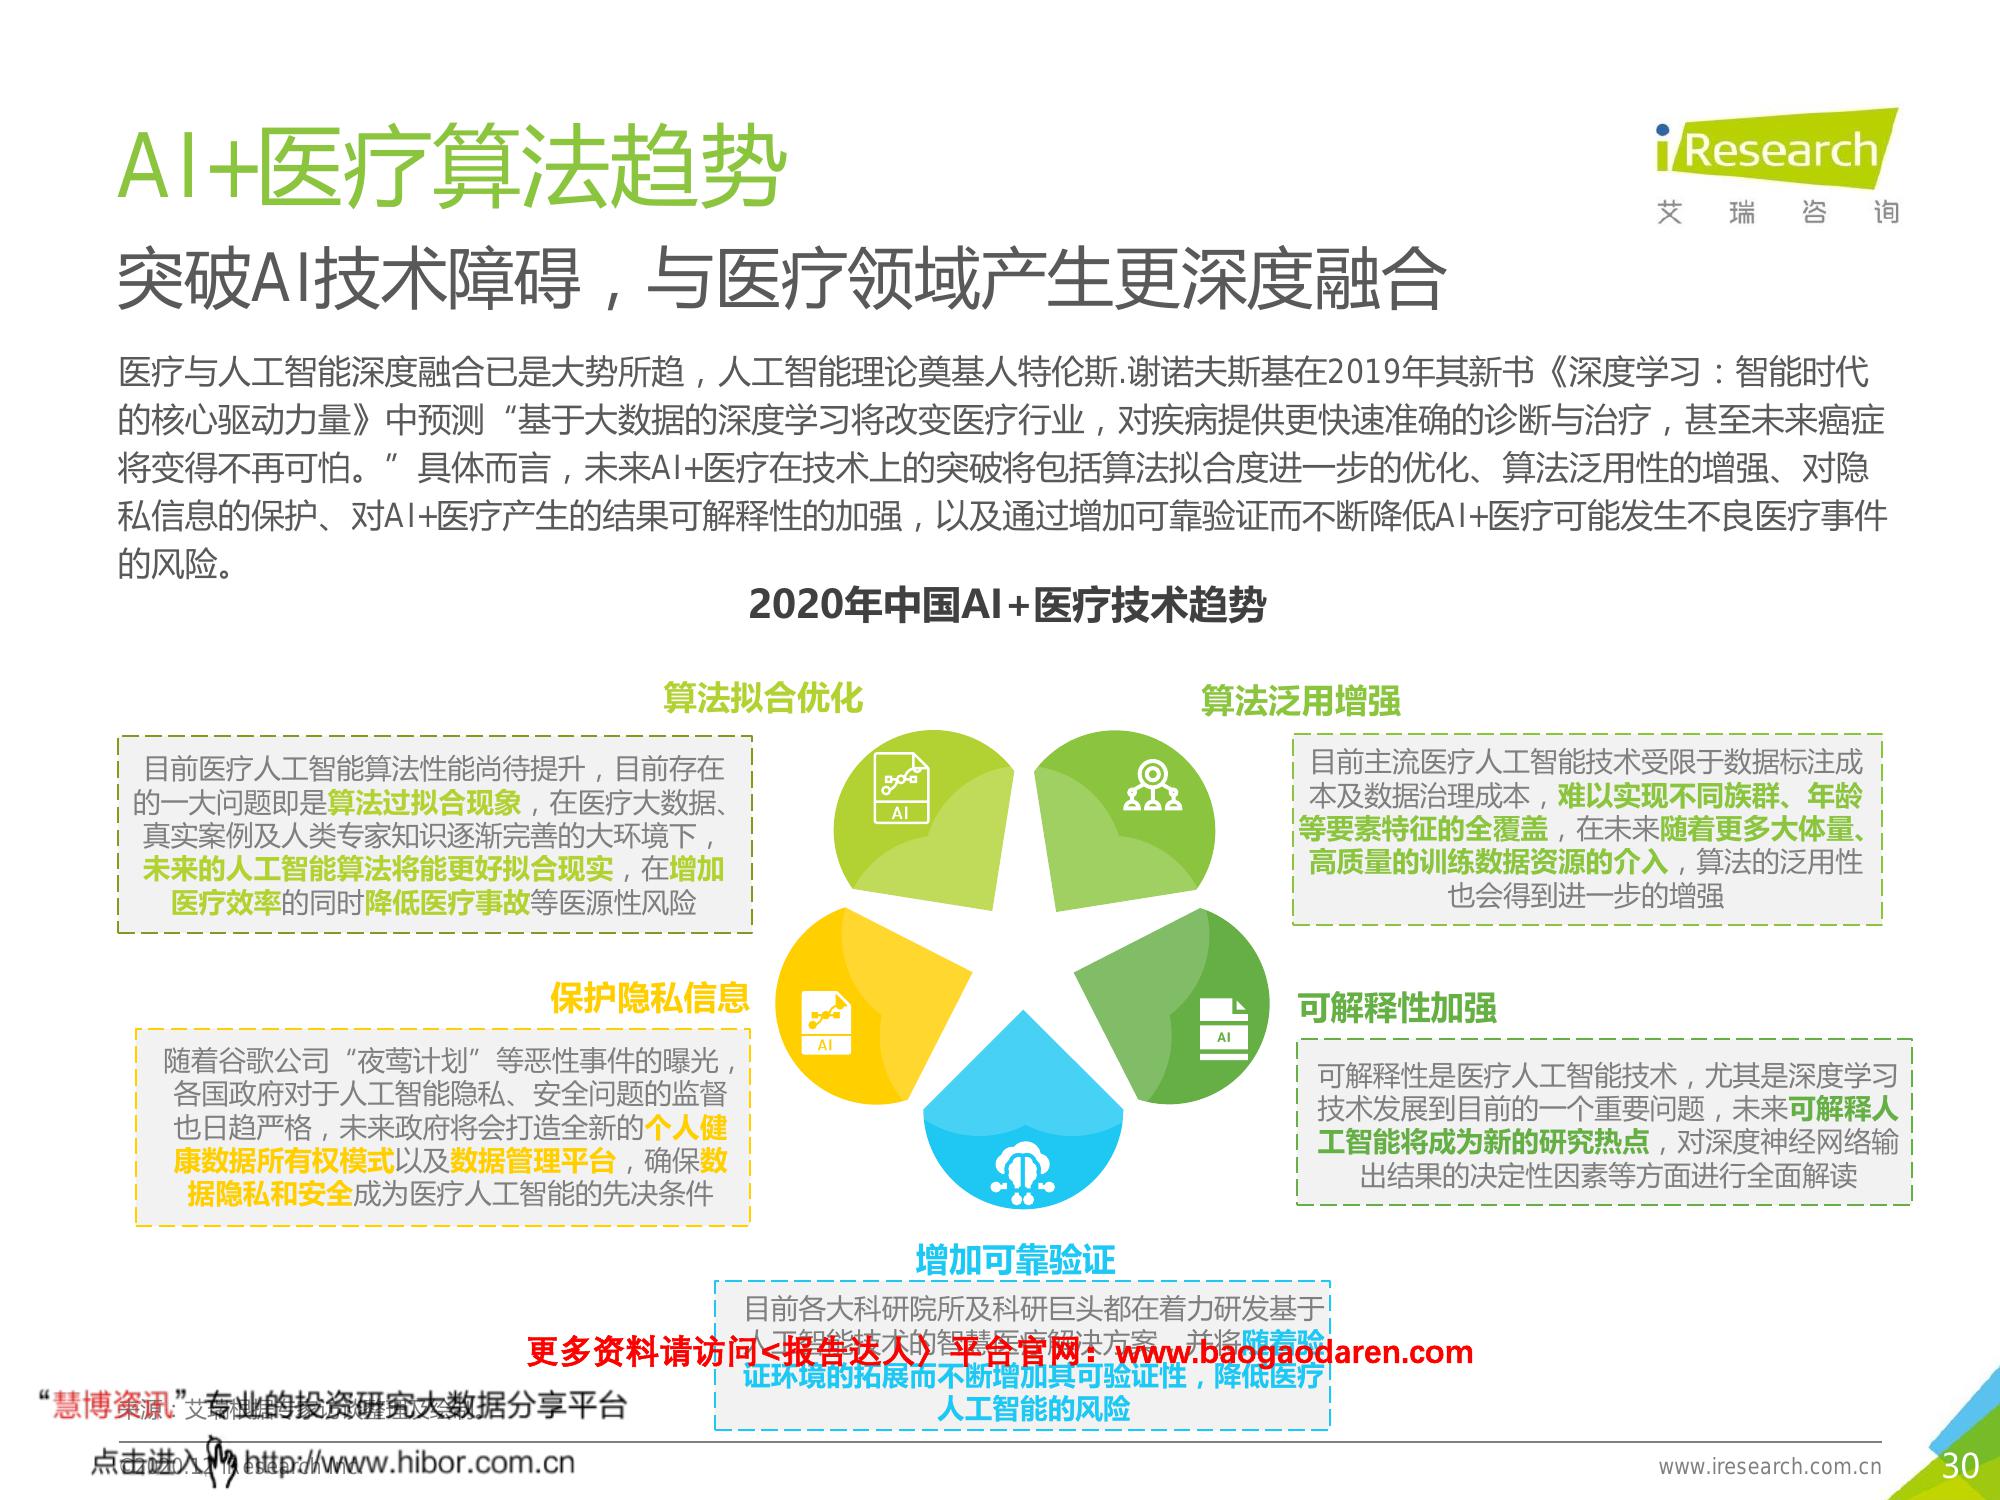 AI+医疗算法趋势
iResearch
艾瑞咨询
突破AI技术障碍，与医疗领域产生更深度融合
医疗与人工智能深度融合已是大势所趋，人工智能理论奠基人特伦斯.谢诺夫斯基在2019年其新书《深度学习：智能时代
的核心驱动力量》中预测“基于大数据的深度学习将改变医疗行业，对疾病提供更快速准确的诊断与治疗，甚至未来癌症
将变得不再可怕。”具体而言，未来AI+医疗在技术上的突破将包括算法拟合度进一步的优化、算法泛用性的增强、对隐
私信息的保护、对AI+医疗产生的结果可解释性的加强，以及通过增加可靠验证而不断降低AI+医疗可能发生不良医疗事件
的风险。
2020年中国AI+医疗技术趋势
算法拟合优化
目前医疗人工智能算法性能尚待提升，目前存在
的一大问题即是算法过拟合现象，在医疗大数据、
真实案例及人类专家知识逐渐完善的大环境下，
未来的人工智能算法将能更好拟合现实，在增加
医疗效率的同时降低医疗事故等医源性风险
算法泛用增强
目前主流医疗人工智能技术受限于数据标注成
本及数据治理成本，难以实现不同族群、年龄
等要素特征的全覆盖，在未来随着更多大体量、
高质量的训练数据资源的介入，算法的泛用性
也会得到进一步的增强
AI
AI
AI
保护隐私信息
随着谷歌公司“夜莺计划”等恶性事件的曝光，
各国政府对于人工智能隐私、安全问题的监督
也日趋严格，未来政府将会打造全新的个人健
康数据所有权模式以及数据管理平台，确保数
据隐私和安全成为医疗人工智能的先决条件
可解释性加强
可解释性是医疗人工智能技术，尤其是深度学习
技术发展到目前的一个重要问题，未来可解释人
工智能将成为新的研究热点，对深度神经网络输
出结果的决定性因素等方面进行全面解读
增加可靠验证
目前各大科研院所及科研巨头都在着力研发基于
人工智能技术的智慧医疗解决方案，并将随着验
证环境的拓展而不断增加其可验证性，降低医疗
人工智能的风险
更多资料请访问<报告达人〉平台官网：www.baogaodaren.com
“慧博资讯”专业的投资研究大数据分享平台
来源：艾瑞根据专家访谈整理及绘制。
点击进入 http://www.hibor.com.cn
©2020.12 iResearch Inc.
www.iresearch.com.cn
30